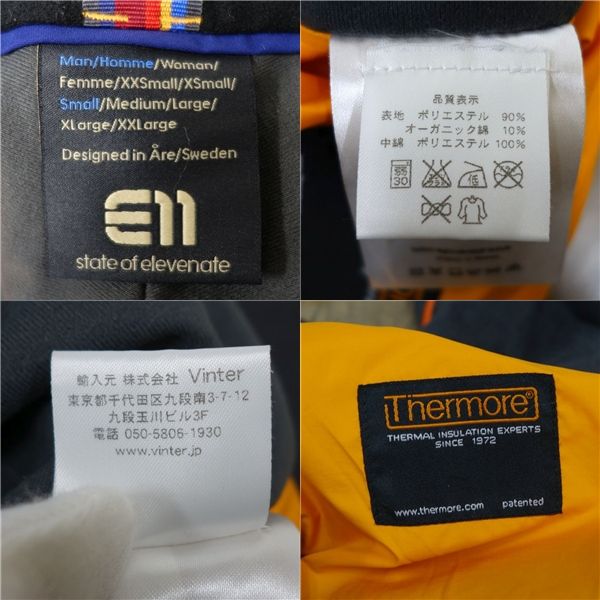 Man/Homme/Woman/
Femme/XXSmall/XSmall/
Small/Medium/Large/
XLarge/XXLarge
Designed in Åre/Sweden
E11
state of elevenate
品質表示
表地 ポリエステル 90%
オーガニック綿 10%
中綿 ポリエステル 100%
30
低
輸入元 株式会社 Vinter
東京都千代田区九段南3-7-12
九段玉川ビル3F
電話 050-5806-1930
www.vinter.jp
Thermore®
THERMAL INSULATION EXPERTS
SINCE 1972
www.thermore.com patented